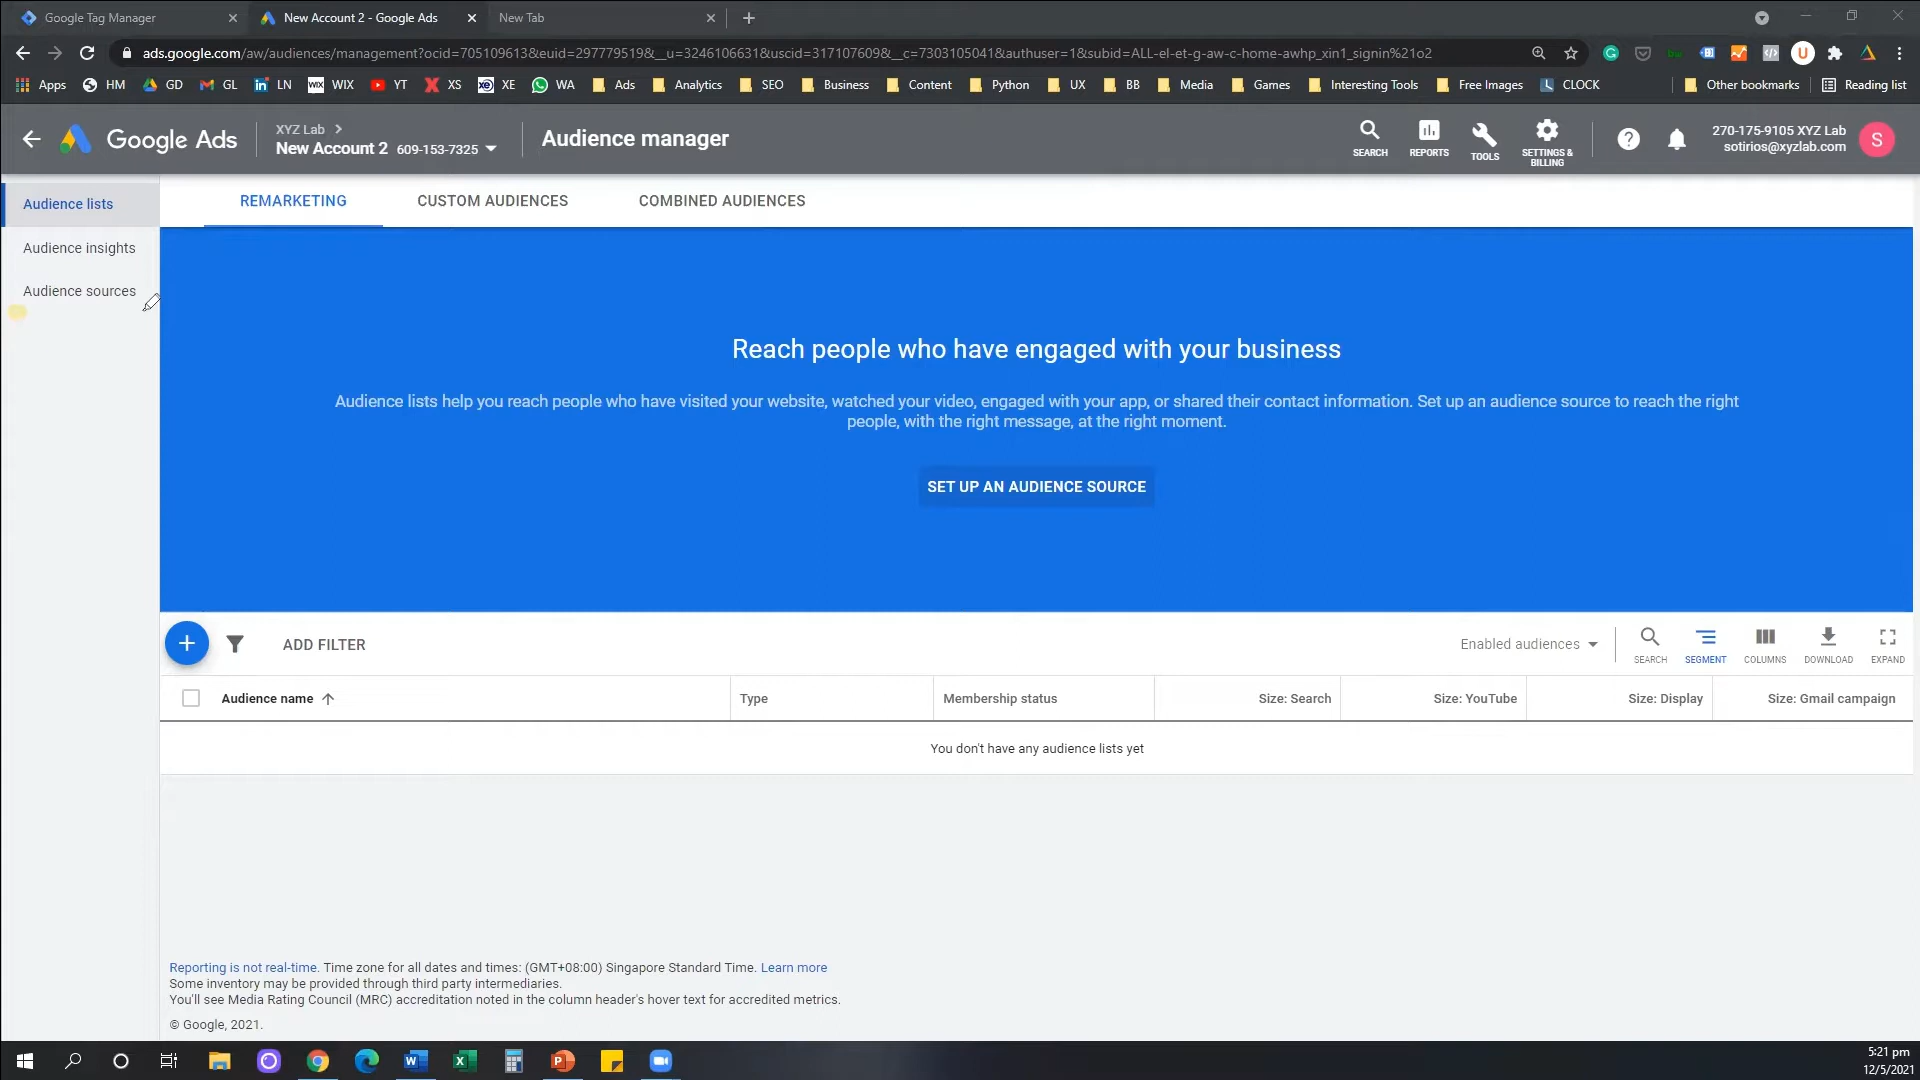 Google Tag Manager
New Account 2 - Google Ads
New Tab
ads.google.com/aw/audiences/management?ocid=705109613&euid=297779519&__u=3246106631&uscid=317107609&__c=7303105041&authuser=1&subid=ALL-el-et-g-aw-c-home-awhp_xin1_signin%21o2
Apps HM GD GL LN WIX YT XS XE WA Ads Analytics SEO Business Content Python UX BB Media Games Interesting Tools Free Images CLOCK Other bookmarks Reading list
Google Ads
XYZ Lab
New Account 2 609-153-7325
Audience manager
SEARCH
REPORTS
TOOLS
SETTINGS & BILLING
270-175-9105 XYZ Lab
sotirios@xyzlab.com
S
Audience lists
Audience insights
Audience sources
REMARKETING CUSTOM AUDIENCES COMBINED AUDIENCES
Reach people who have engaged with your business
Audience lists help you reach people who have visited your website, watched your video, engaged with your app, or shared their contact information. Set up an audience source to reach the right
people, with the right message, at the right moment.
SET UP AN AUDIENCE SOURCE
ADD FILTER
Enabled audiences
SEARCH SEGMENT COLUMNS DOWNLOAD EXPAND
Audience name Type Membership status Size: Search Size: YouTube Size: Display Size: Gmail campaign
You don't have any audience lists yet
Reporting is not real-time. Time zone for all dates and times: (GMT+08:00) Singapore Standard Time. Learn more
Some inventory may be provided through third party intermediaries.
You'll see Media Rating Council (MRC) accreditation noted in the column header's hover text for accredited metrics.
© Google, 2021.
5:21 pm
12/5/2021